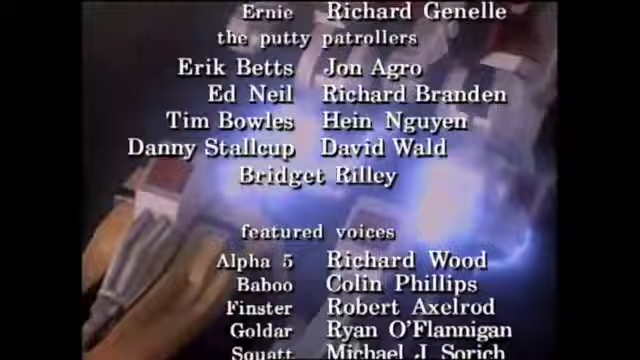 Ernie Richard Genelle
the putty patrollers
Erik Betts Jon Agro
Ed Neil Richard Branden
Tim Bowles Hein Nguyen
Danny Stallcup David Wald
Bridget Rilley
featured voices
Alpha 5 Richard Wood
Baboo Colin Phillips
Finster Robert Axelrod
Goldar Ryan O'Flannigan
Squatt Michael J. Sorich